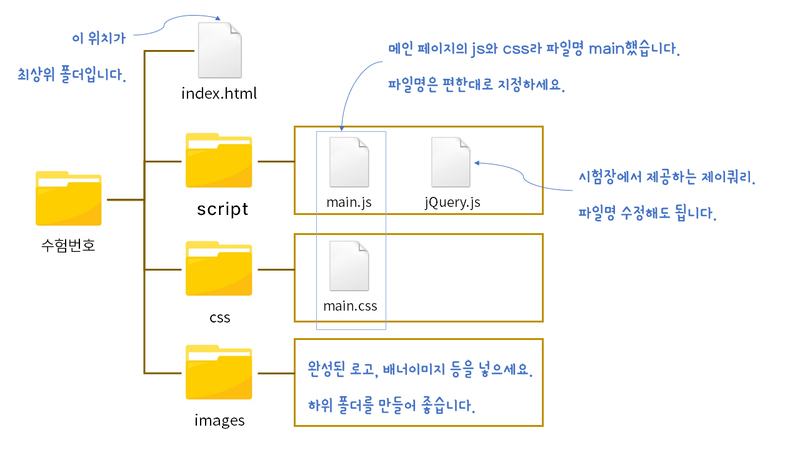 이 위치가
최상위 폴더입니다.
index.html
메인 페이지의 js와 css라 파일명 main했습니다.
파일명은 편한대로 지정하세요.
수험번호
script
main.js
jQuery.js
시험장에서 제공하는 제이쿼리.
파일명 수정해도 됩니다.
css
main.css
images
완성된 로고, 배너이미지 등을 넣으세요.
하위 폴더를 만들어 좋습니다.